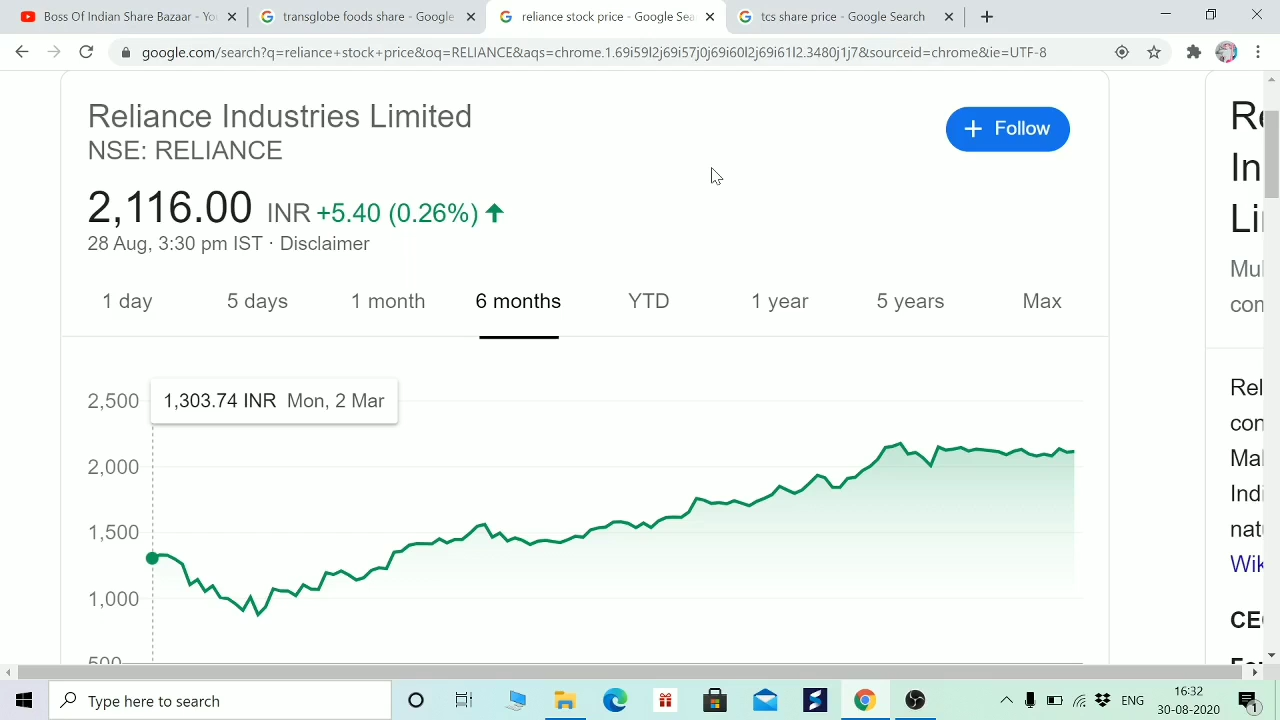 Boss Of Indian Share Bazaar - Yo
transglobe foods share - Google
reliance stock price - Google Sea
tcs share price - Google Search
google.com/search?q=reliance+stock+price&oq=RELIANCE&aqs=chrome.1.69i59l2j69i57j0j69i60l2j69i61l2.3480j1j7&sourceid=chrome&ie=UTF-8
Reliance Industries Limited
NSE: RELIANCE
+ Follow
2,116.00 INR +5.40 (0.26%)
28 Aug, 3:30 pm IST · Disclaimer
1 day 5 days 1 month 6 months YTD 1 year 5 years Max
1,303.74 INR Mon, 2 Mar
2,500
2,000
1,500
1,000
500
Re
In
Li
Mul
con
Rel
con
Mal
Indi
natu
Wik
CEO
Type here to search
ENG
16:32
30-08-2020
1